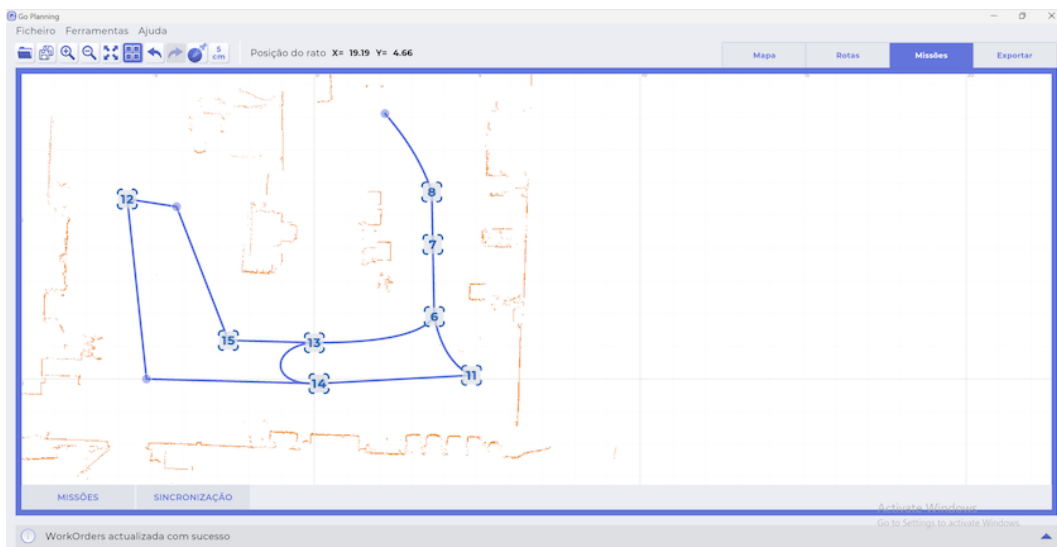 Go Planning
Ficheiro Ferramentas Ajuda
5 cm
Posição do rato X= 19.19 Y= 4.66
Mapa Rotas Missões Exportar
8
12
7
6
15 13
11
14
MISSÕES SINCRONIZAÇÃO
Activate Windows
Go to Settings to activate Windows.
WorkOrders actualizada com sucesso